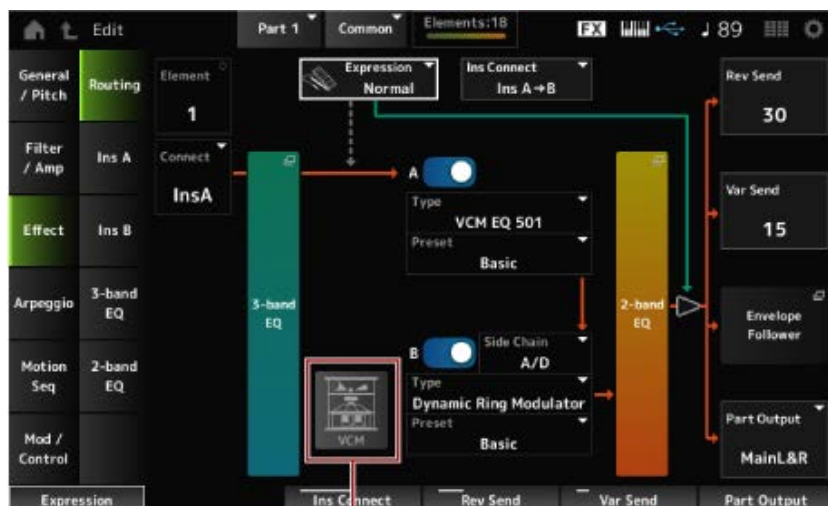 Edit
Part 1
Common
Elements:18
FX
89
General / Pitch
Filter / Amp
Effect
Arpeggio
Motion Seq
Mod / Control
Routing
Ins A
Ins B
3-band EQ
2-band EQ
Element
1
Connect
InsA
Expression
Normal
Ins Connect
Ins A→B
3-band EQ
A
Type
VCM EQ 501
Preset
Basic
B
Side Chain
A/D
Type
Dynamic Ring Modulator
Preset
Basic
VCM
2-band EQ
Rev Send
30
Var Send
15
Envelope Follower
Part Output
MainL&R
Expression
Ins Connect
Rev Send
Var Send
Part Output